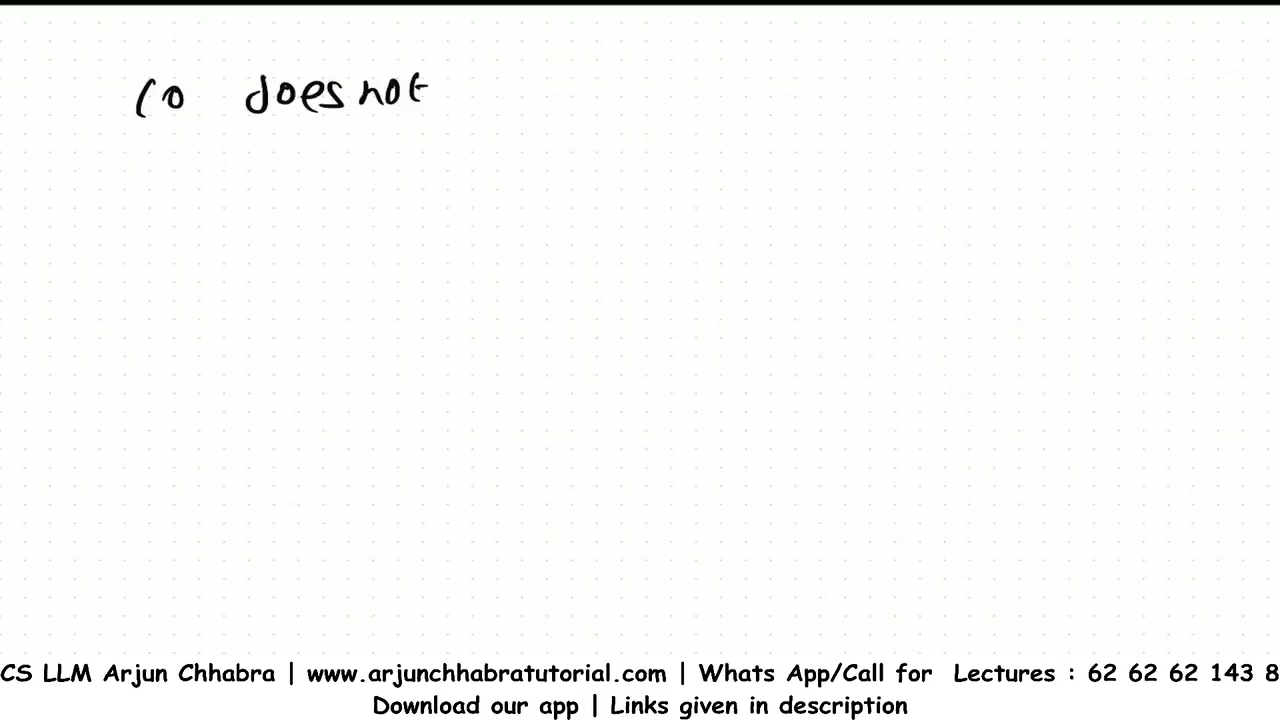 Co does not
CS LLM Arjun Chhabra | www.arjunchhabratutorial.com | Whats App/Call for Lectures : 62 62 62 143 8
Download our app | Links given in description